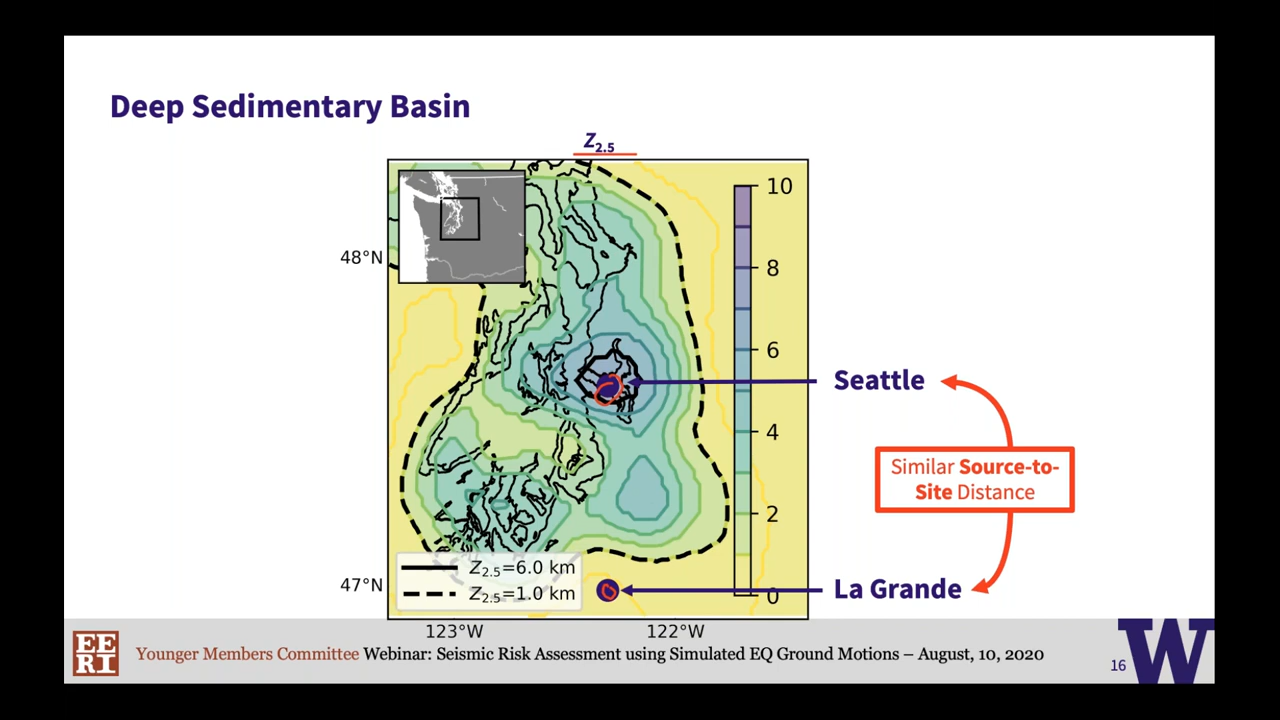 Deep Sedimentary Basin
Z2.5
10
8
6
4
2
0
48°N
47°N
123°W
122°W
Z2.5=6.0 km
Z2.5=1.0 km
Seattle
Similar Source-to-
Site Distance
La Grande
EE
RI
Younger Members Committee Webinar: Seismic Risk Assessment using Simulated EQ Ground Motions – August, 10, 2020
16
W